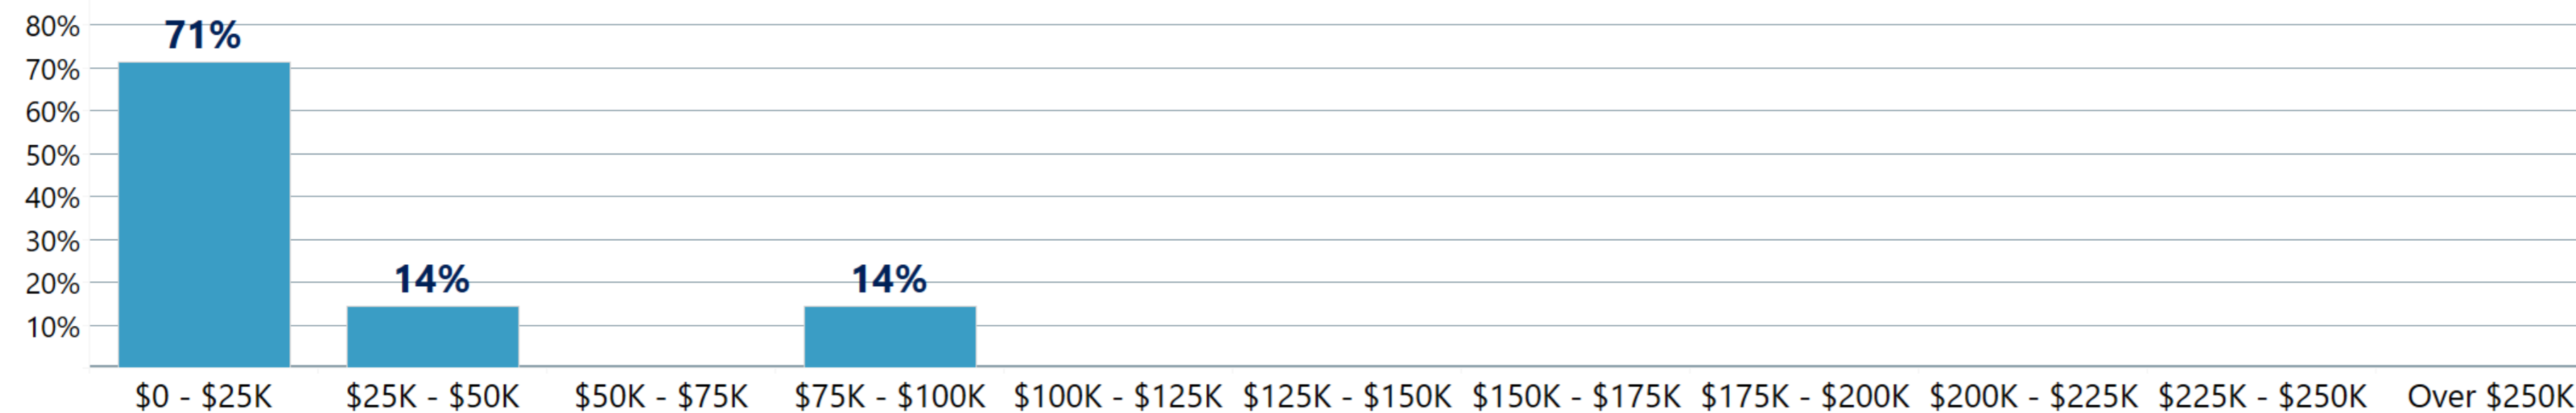 80%
71%
70%
60%
50%
40%
30%
20%
14%
14%
10%
$0 - $25K
$25K - $50K
$50K - $75K
$75K - $100K
$100K - $125K
$125K - $150K
$150K - $175K
$175K - $200K
$200K - $225K
$225K - $250K
Over $250K